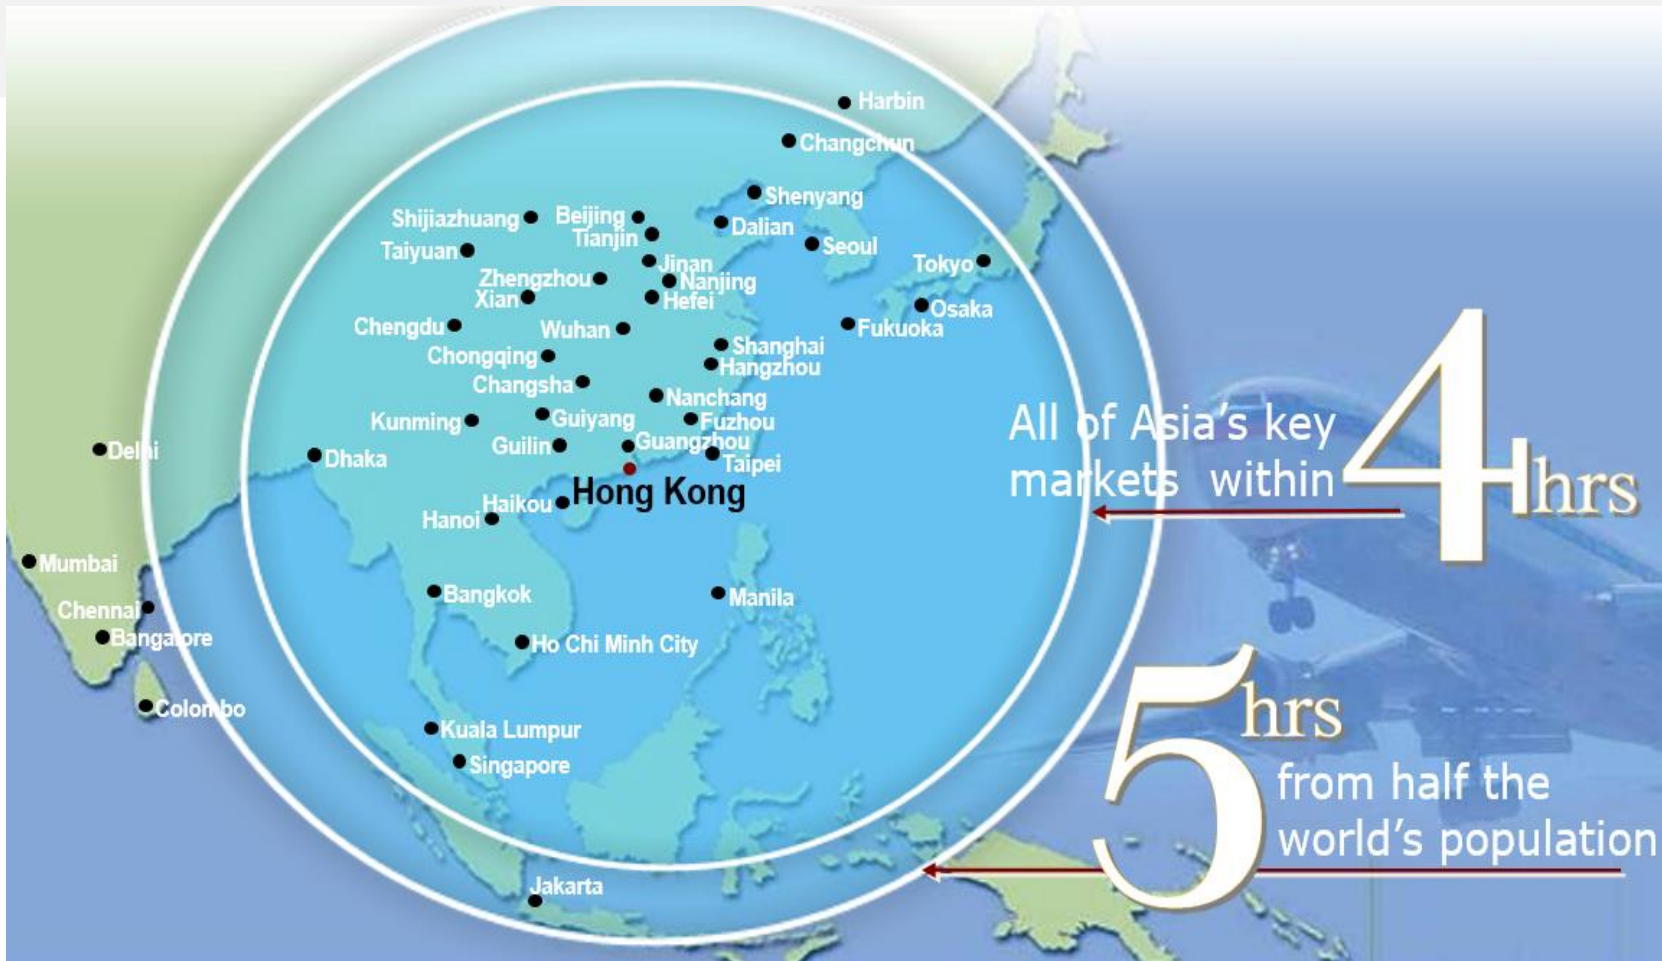 Harbin
Changchun
Shenyang
Shijiazhuang
Beijing
Dalian
Tianjin
Seoul
Taiyuan
Jinan
Tokyo
Zhengzhou
Nanjing
Xian
Hefei
Osaka
Chengdu
Wuhan
Fukuoka
Shanghai
Chongqing
Hangzhou
Changsha
Nanchang
Kunming
Guiyang
Fuzhou
Guilin
Guangzhou
Delhi
Dhaka
Taipei
Hong Kong
Haikou
Hanoi
Mumbai
Bangkok
Manila
Chennai
Bangalore
Ho Chi Minh City
Colombo
Kuala Lumpur
Singapore
Jakarta
All of Asia's key
markets within
4 hrs
5 hrs
from half the
world's population